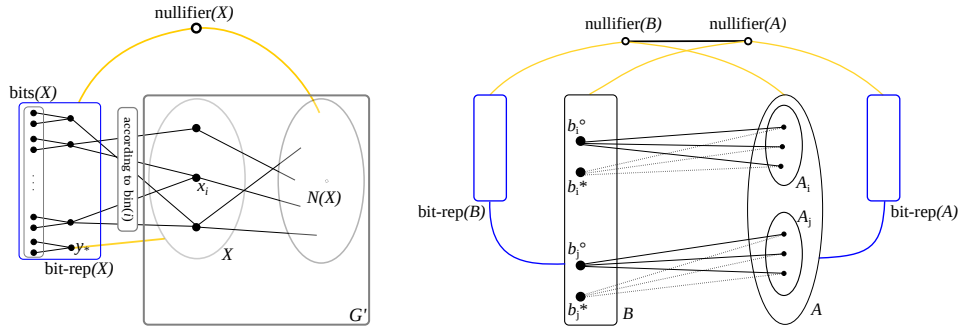 nullifier(X)
bits(X)
according to bin(i)
x_i
N(X)
y_*
bit-rep(X)
X
G'
nullifier(B)
nullifier(A)
b_i°
b_i*
A_i
bit-rep(B)
bit-rep(A)
A_j
b_j°
b_j*
B
A